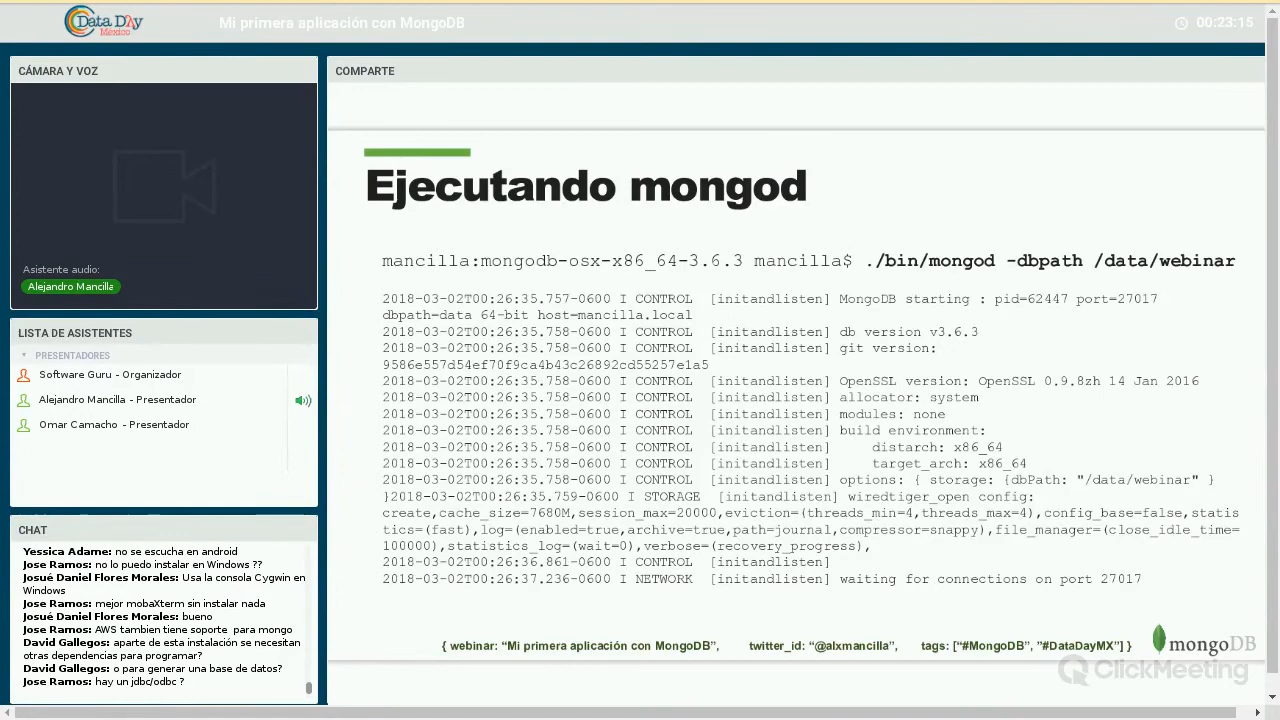 Data Day
México
Mi primera aplicación con MongoDB
00:23:15
CÁMARA Y VOZ
Asistente audio:
Alejandro Mancilla
LISTA DE ASISTENTES
PRESENTADORES
Software Guru - Organizador
Alejandro Mancilla - Presentador
Omar Camacho - Presentador
CHAT
Yessica Adame: no se escucha en android
Jose Ramos: no lo puedo instalar en Windows ??
Josué Daniel Flores Morales: Usa la consola Cygwin en
Windows
Jose Ramos: mejor mobaXterm sin instalar nada
Josué Daniel Flores Morales: bueno
Jose Ramos: AWS tambien tiene soporte para mongo
David Gallegos: aparte de esta instalación se necesitan
otras dependencias para programar?
David Gallegos: o para generar una base de datos?
Jose Ramos: hay un jdbc/odbc ?
COMPARTE
Ejecutando mongod
mancilla:mongodb-osx-x86_64-3.6.3 mancilla$ ./bin/mongod -dbpath /data/webinar
2018-03-02T00:26:35.757-0600 I CONTROL [initandlisten] MongoDB starting : pid=62447 port=27017
dbpath=data 64-bit host=mancilla.local
2018-03-02T00:26:35.758-0600 I CONTROL [initandlisten] db version v3.6.3
2018-03-02T00:26:35.758-0600 I CONTROL [initandlisten] git version:
9586e557d54ef70f9ca4b43c26892cd55257e1a5
2018-03-02T00:26:35.758-0600 I CONTROL [initandlisten] OpenSSL version: OpenSSL 0.9.8zh 14 Jan 2016
2018-03-02T00:26:35.758-0600 I CONTROL [initandlisten] allocator: system
2018-03-02T00:26:35.758-0600 I CONTROL [initandlisten] modules: none
2018-03-02T00:26:35.758-0600 I CONTROL [initandlisten] build environment:
2018-03-02T00:26:35.758-0600 I CONTROL [initandlisten] distarch: x86_64
2018-03-02T00:26:35.758-0600 I CONTROL [initandlisten] target_arch: x86_64
2018-03-02T00:26:35.758-0600 I CONTROL [initandlisten] options: { storage: {dbPath: "/data/webinar" }
}2018-03-02T00:26:35.759-0600 I STORAGE [initandlisten] wiredtiger_open config:
create,cache_size=7680M,session_max=20000,eviction=(threads_min=4,threads_max=4),config_base=false,statis
tics=(fast),log=(enabled=true,archive=true,path=journal,compressor=snappy),file_manager=(close_idle_time=
100000),statistics_log=(wait=0),verbose=(recovery_progress),
2018-03-02T00:26:36.861-0600 I CONTROL [initandlisten]
2018-03-02T00:26:37.236-0600 I NETWORK [initandlisten] waiting for connections on port 27017
{ webinar: “Mi primera aplicación con MongoDB”, twitter_id: “@alxmancilla”, tags: [“#MongoDB”, ”#DataDayMX”] }
mongoDB
ClickMeeting